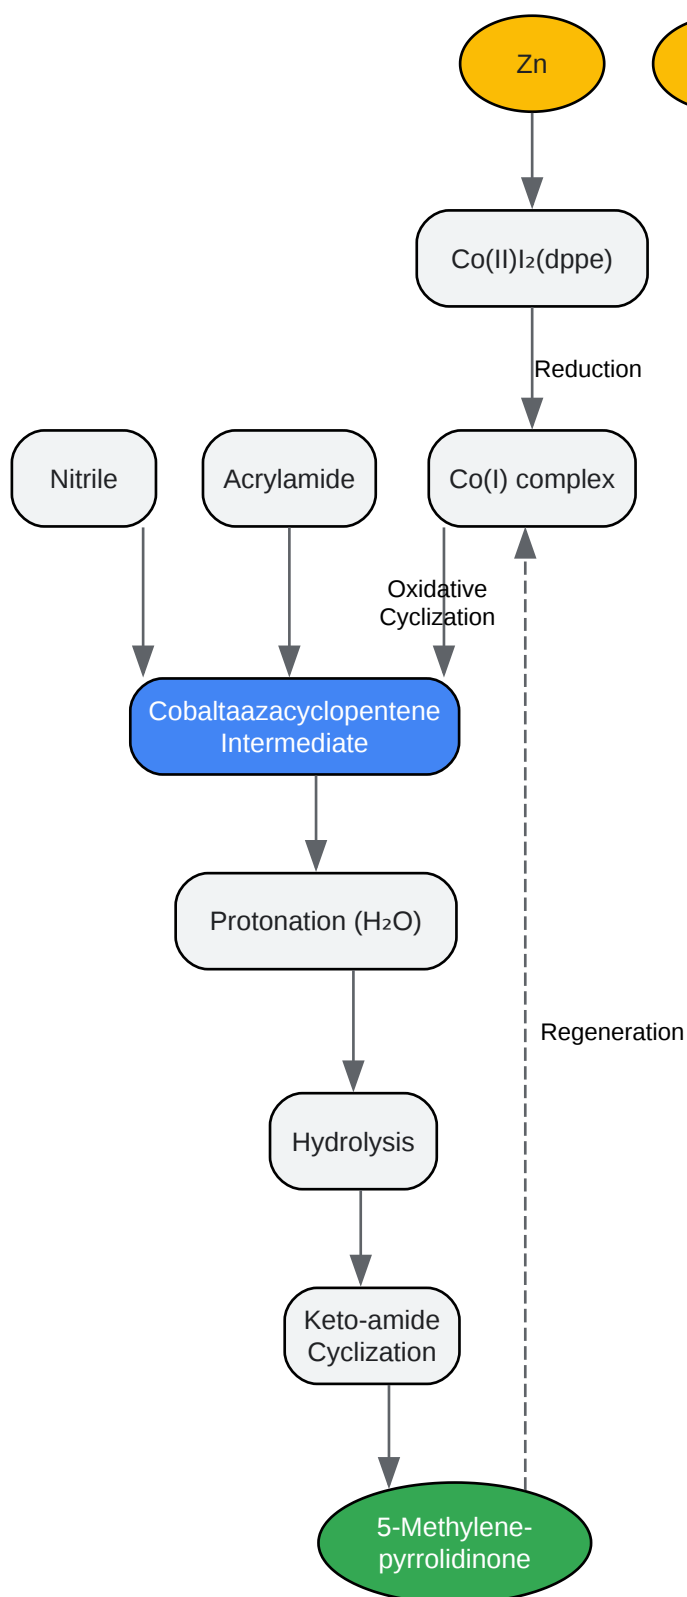 Zn
Co(II)I₂(dppe)
Reduction
Nitrile
Acrylamide
Co(I) complex
Oxidative
Cyclization
Cobaltaazacyclopentene
Intermediate
Protonation (H₂O)
Regeneration
Hydrolysis
Keto-amide
Cyclization
5-Methylene-
pyrrolidinone